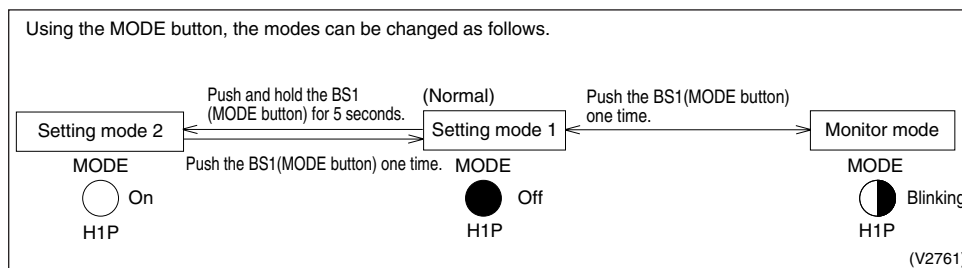 Using the MODE button, the modes can be changed as follows.
Push and hold the BS1
(MODE button) for 5 seconds.
(Normal)
Push the BS1(MODE button)
one time.
Setting mode 2
Setting mode 1
Monitor mode
Push the BS1(MODE button) one time.
MODE
On
H1P
MODE
Off
H1P
MODE
Blinking
H1P
(V2761)